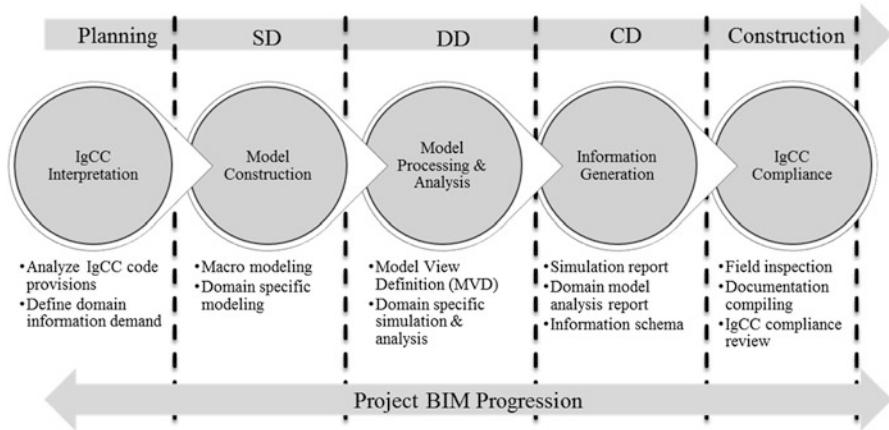 Planning SD DD CD Construction
IgCC
Interpretation
Model
Construction
Model
Processing &
Analysis
Information
Generation
IgCC
Compliance
•Analyze IgCC code
provisions
•Define domain
information demand
•Macro modeling
•Domain specific
modeling
•Model View
Definition (MVD)
•Domain specific
simulation &
analysis
•Simulation report
•Domain model
analysis report
•Information schema
•Field inspection
•Documentation
compiling
•IgCC compliance
review
Project BIM Progression